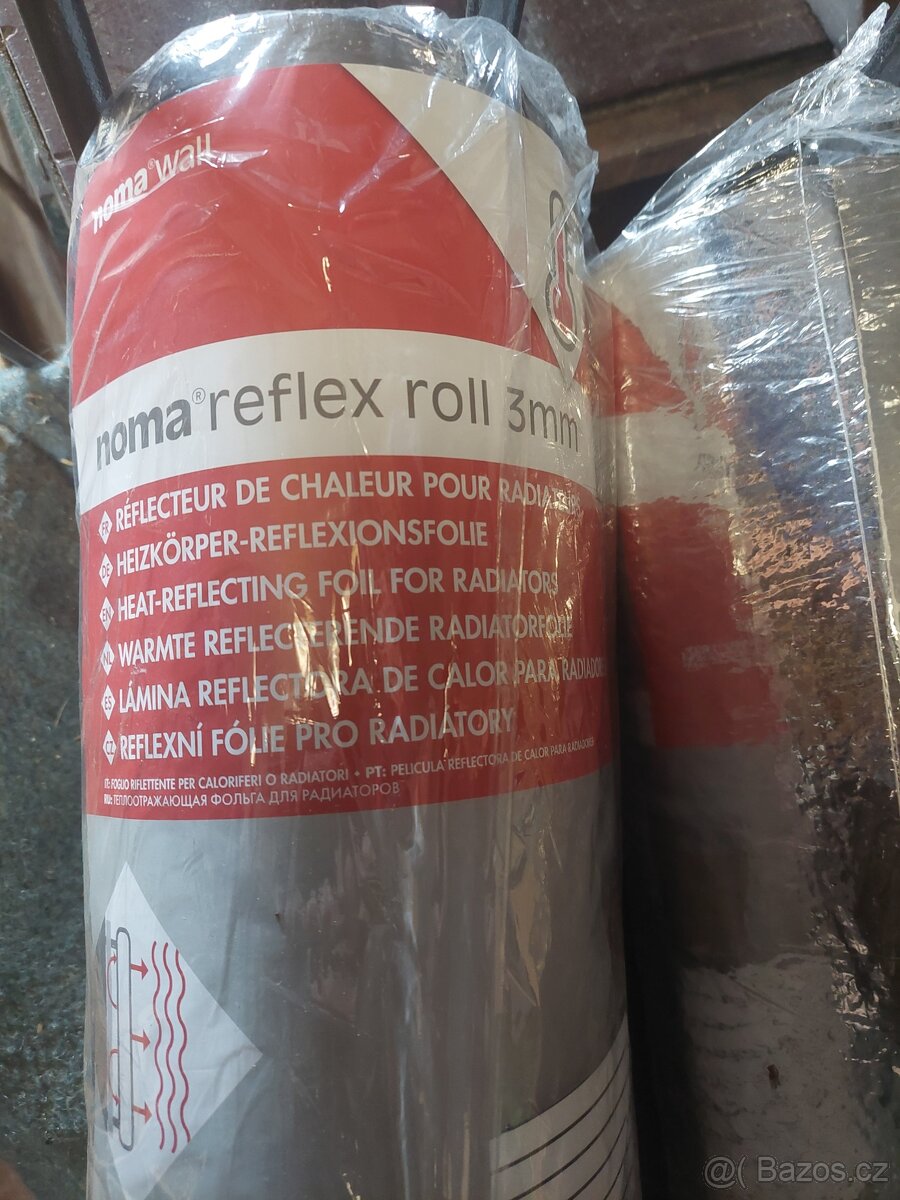 noma® wall
noma® reflex roll 3mm
FR RÉFLECTEUR DE CHALEUR POUR RADIATEURS
DE HEIZKÖRPER-REFLEXIONSFOLIE
EN HEAT-REFLECTING FOIL FOR RADIATORS
NL WARMTE REFLECTERENDE RADIATORFOLIE
ES LÁMINA REFLECTORA DE CALOR PARA RADIADORES
CZ REFLEXNÍ FÓLIE PRO RADIÁTORY
IT: FOGLIO RIFLETTENTE PER CALORIFERI O RADIATORI • PT: PELICULA REFLECTORA DE CALOR PARA RADIADORES
RU: ТЕПЛООТРАЖАЮЩАЯ ФОЛЬГА ДЛЯ РАДИАТОРОВ
@( Bazos.cz